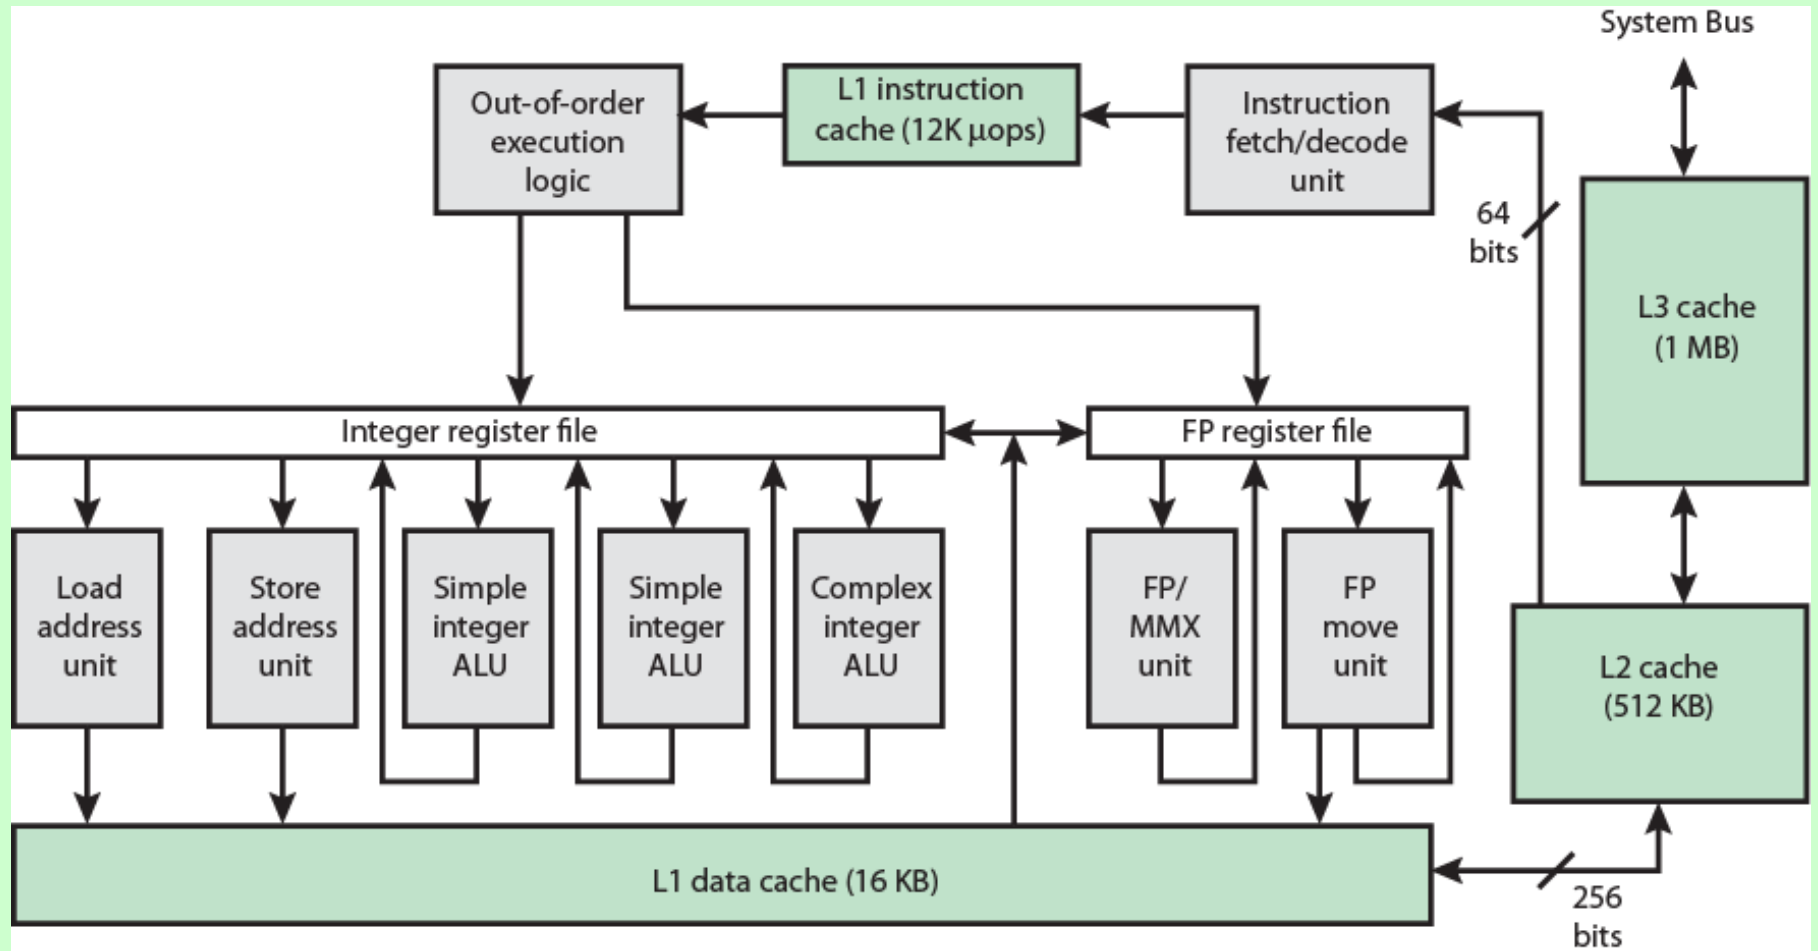 System Bus
Out-of-order
execution
logic
L1 instruction
cache (12K μops)
Instruction
fetch/decode
unit
64
bits
L3 cache
(1 MB)
Integer register file
FP register file
Load
address
unit
Store
address
unit
Simple
integer
ALU
Simple
integer
ALU
Complex
integer
ALU
FP/
MMX
unit
FP
move
unit
L2 cache
(512 KB)
L1 data cache (16 KB)
256
bits